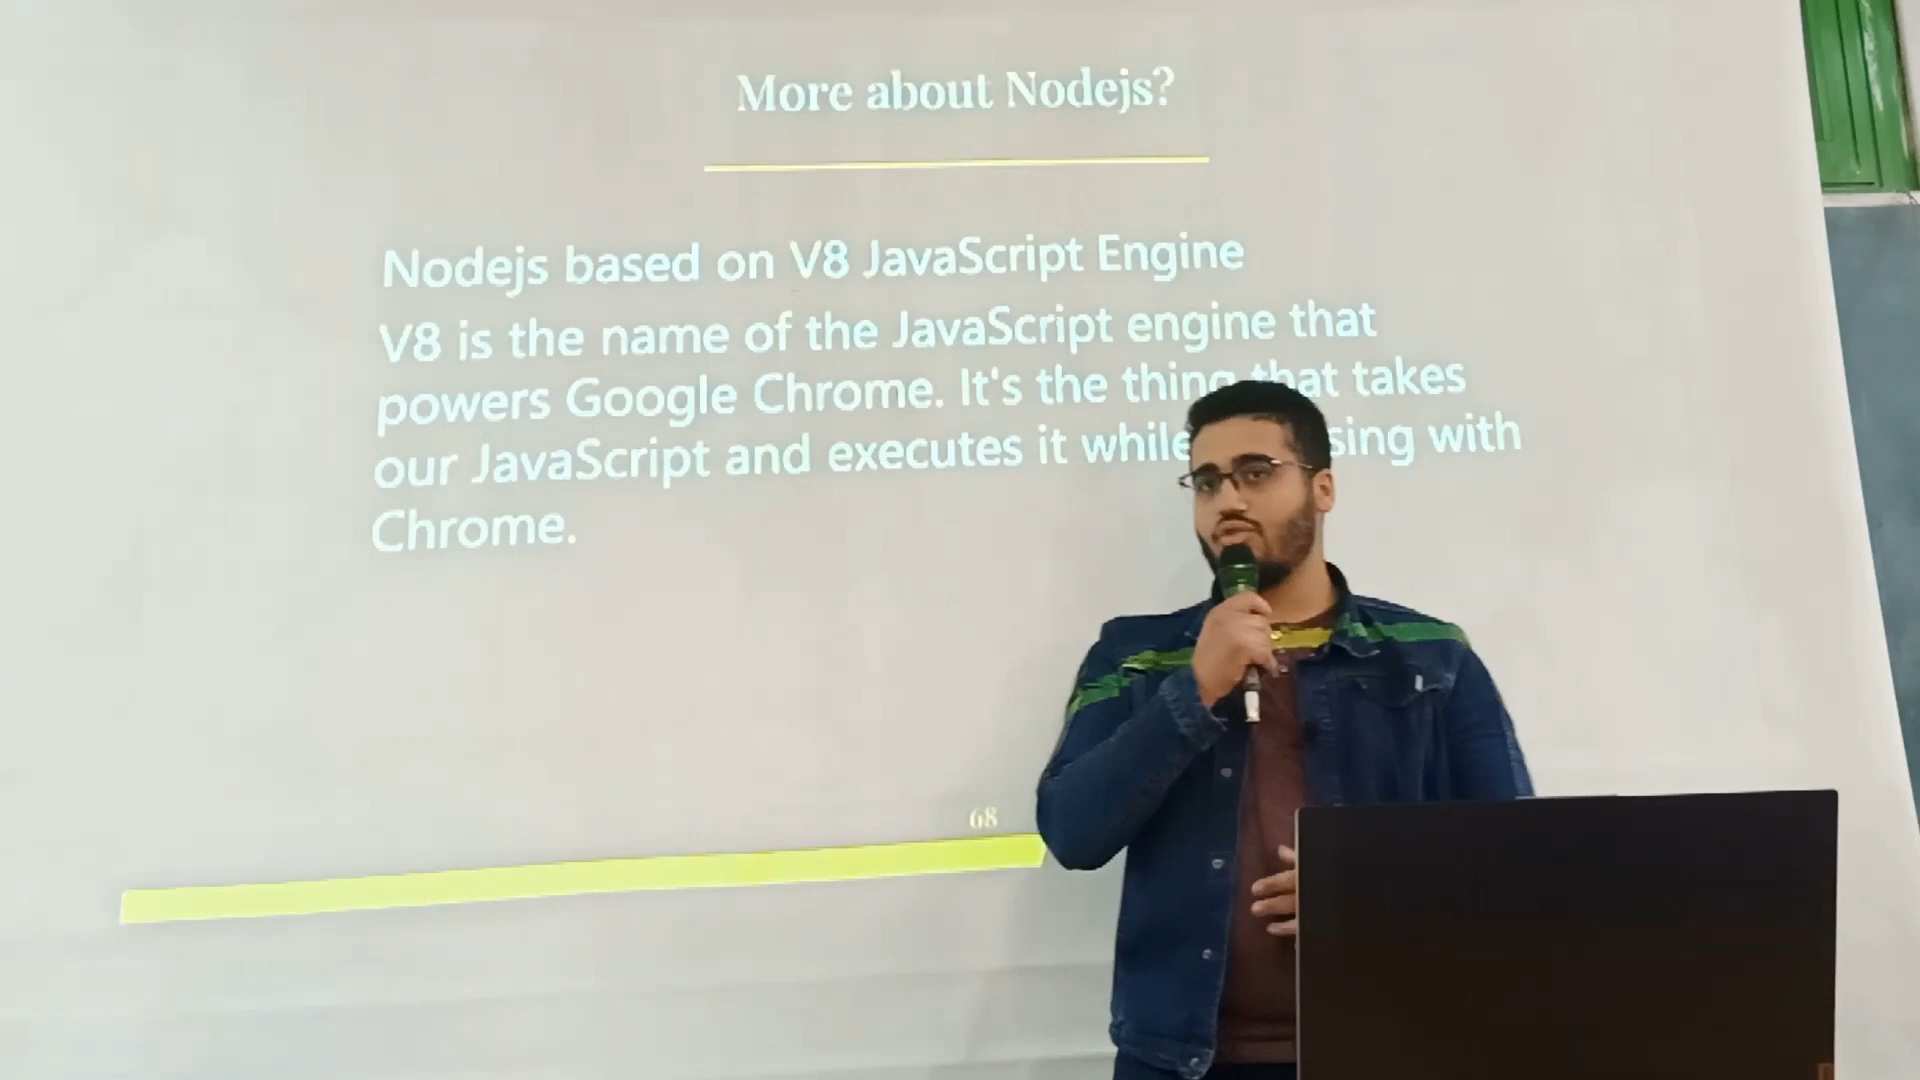 More about Nodejs?
Nodejs based on V8 JavaScript Engine
V8 is the name of the JavaScript engine that
powers Google Chrome. It's the thing that takes
our JavaScript and executes it while with
Chrome.
68